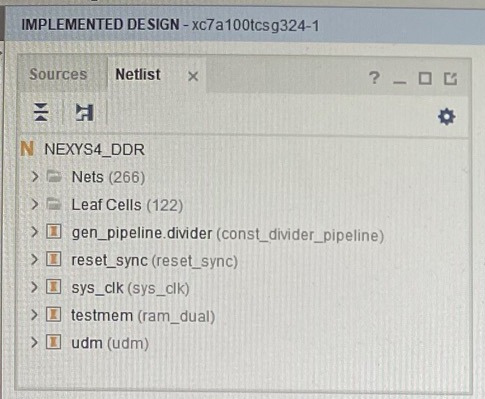 IMPLEMENTED DESIGN - xc7a100tcsg324-1
Sources Netlist × ? _
N NEXYS4_DDR
> Nets (266)
> Leaf Cells (122)
> I gen_pipeline.divider (const_divider_pipeline)
> I reset_sync (reset_sync)
> I sys_clk (sys_clk)
> I testmem (ram_dual)
> I udm (udm)